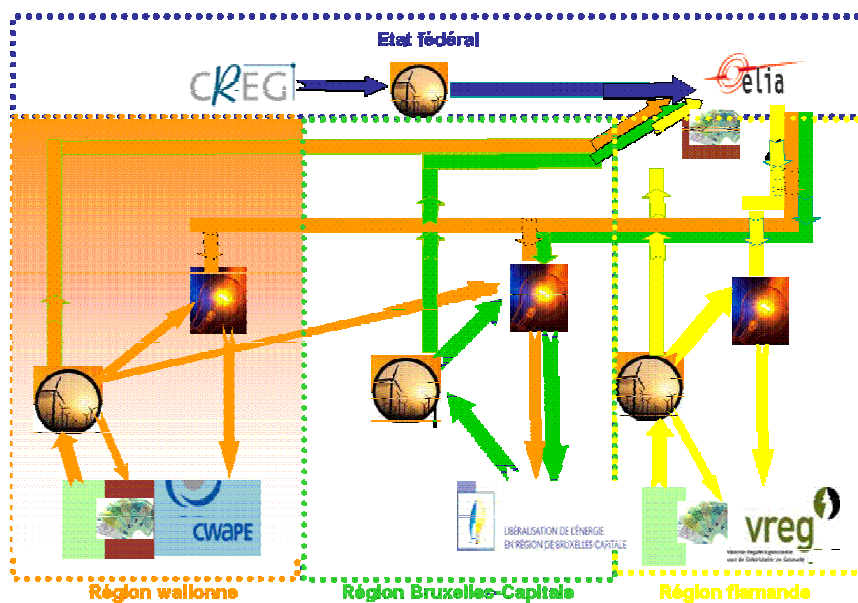 Etat fédéral
CREG
elia
CWAPE
LIBÉRALISATION DE L'ÉNERGIE
EN RÉGION DE BRUXELLES-CAPITALE
vreg
Région wallonne
Région Bruxelles-Capitale
Région flamande